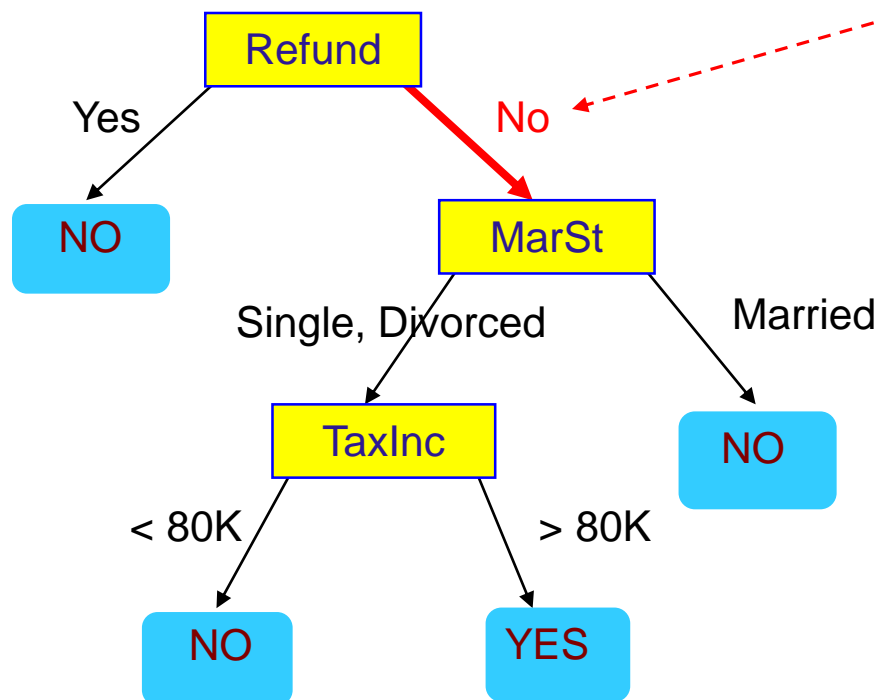 Refund
Yes
No
NO
MarSt
Single, Divorced
Married
TaxInc
NO
< 80K
> 80K
NO
YES